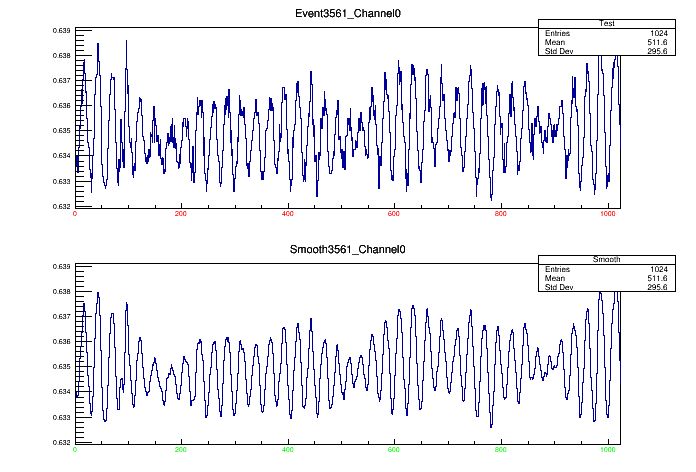 Event3561_Channel0
Test
Entries 1024
Mean 511.6
Std Dev 295.6
0.639
0.638
0.637
0.636
0.635
0.634
0.633
0.632
0 200 400 600 800 1000
Smooth3561_Channel0
Smooth
Entries 1024
Mean 511.6
Std Dev 295.6
0.639
0.638
0.637
0.636
0.635
0.634
0.633
0.632
0 200 400 600 800 1000